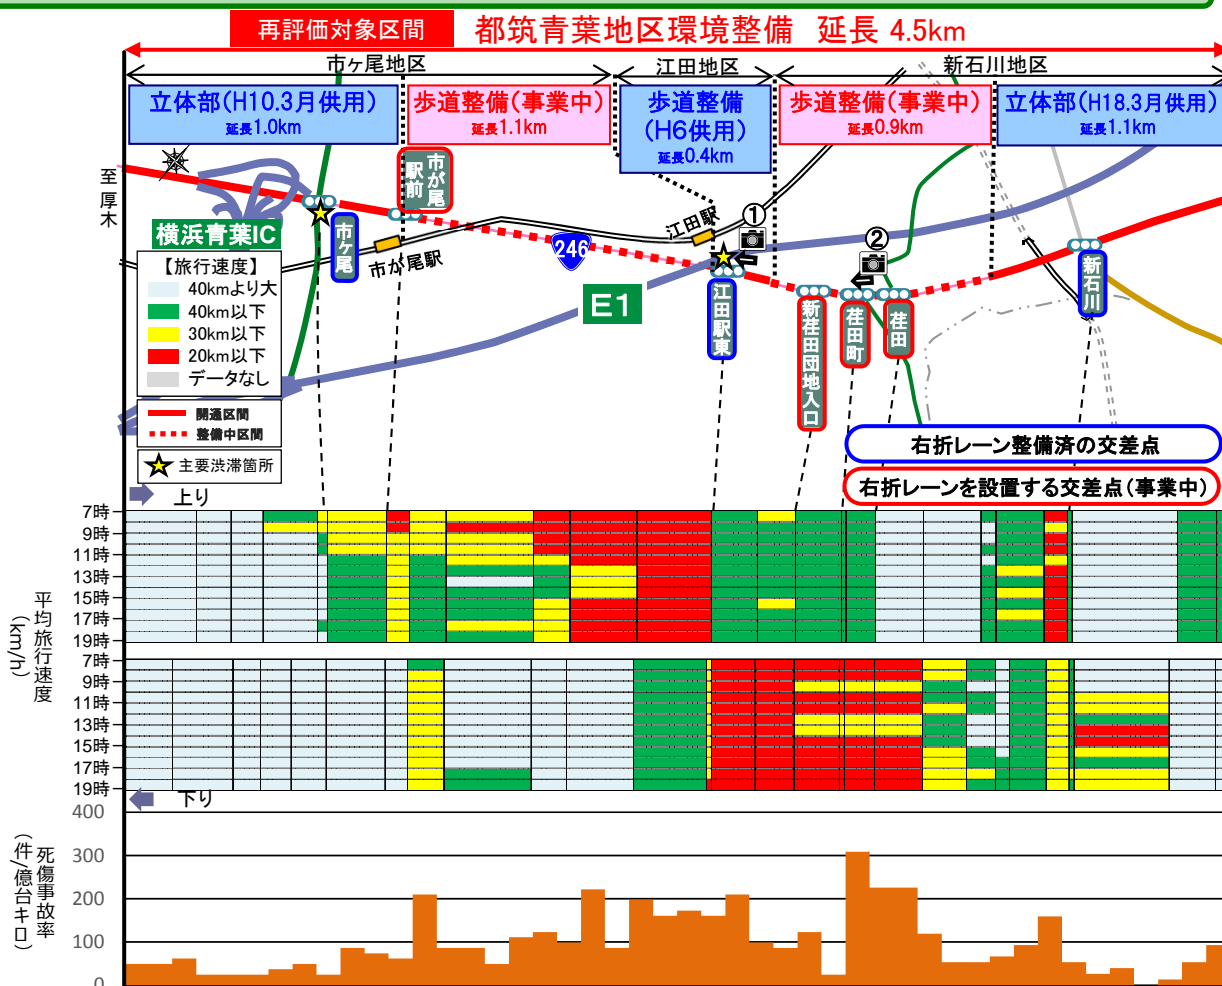 再評価対象区間
都筑青葉地区環境整備 延長 4.5km
市ヶ尾地区
江田地区
新石川地区
立体部(H10.3月供用)
延長1.0km
歩道整備(事業中)
延長1.1km
歩道整備
(H6供用)
延長0.4km
歩道整備(事業中)
延長0.9km
立体部(H18.3月供用)
延長1.1km
至厚木
市が尾駅前
横浜青葉IC
市ヶ尾
市が尾駅
246
江田駅
①
②
E1
江田駅東
新荏田団地入口
荏田町
荏田
新石川
【旅行速度】
40kmより大
40km以下
30km以下
20km以下
データなし
開通区間
整備中区間
主要渋滞箇所
右折レーン整備済の交差点
右折レーンを設置する交差点(事業中)
上り
7時
9時
11時
13時
15時
17時
19時
平均旅行速度
(km/h)
7時
9時
11時
13時
15時
17時
19時
下り
400
300
200
100
0
死傷事故率
(件/億台キロ)